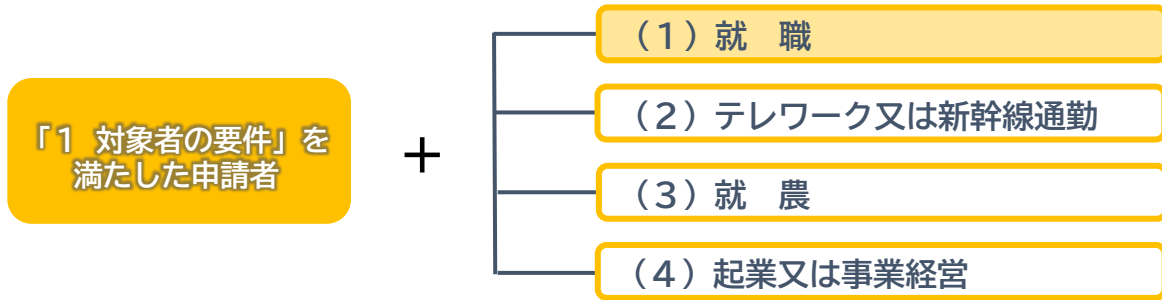 「1 対象者の要件」を
満たした申請者
+
(1)就 職
(2)テレワーク又は新幹線通勤
(3)就 農
(4)起業又は事業経営